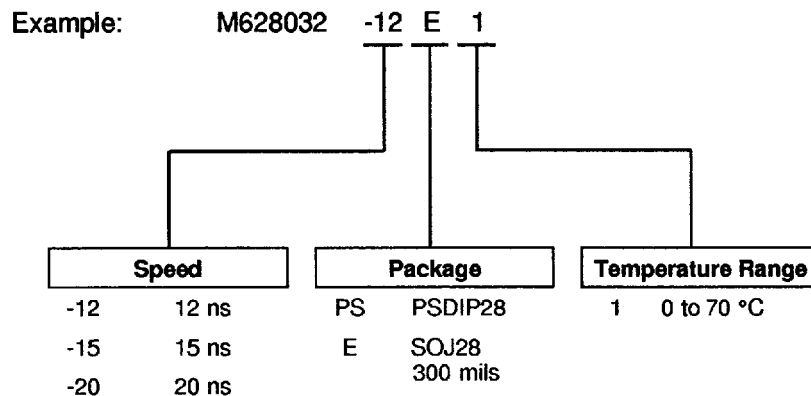 Example: M628032 -12 E 1
Speed Package Temperature Range
-12 12 ns PS PSDIP28 1 0 to 70 °C
-15 15 ns E SOJ28
300 mils
-20 20 ns